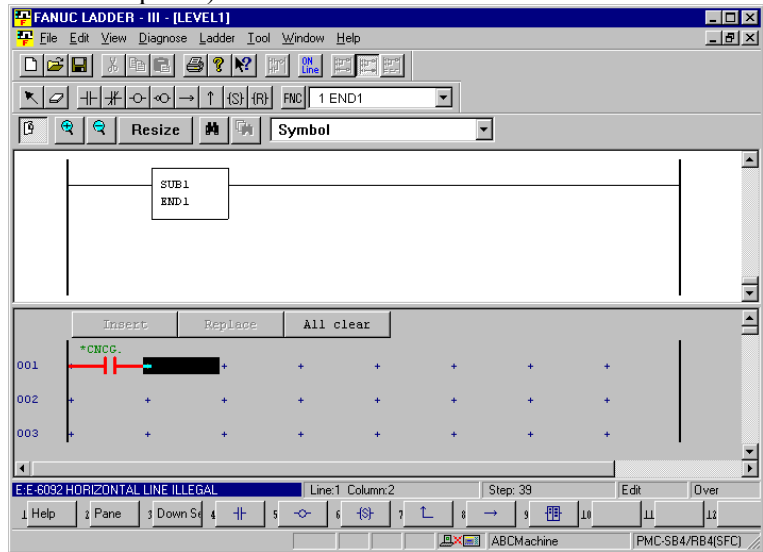 FANUC LADDER - III - [LEVEL1]
File Edit View Diagnose Ladder Tool Window Help
ON Line
{S} {R} FNC 1 END1
Resize Symbol
SUB1
END1
Insert Replace All clear
*CNCG.
001
002
003
E:E-6092 HORIZONTAL LINE ILLEGAL Line:1 Column:2 Step: 39 Edit Over
1 Help 2 Pane 3 Down Se 4 5 6 {S} 7 8 9 10 11 12
ABCMachine PMC-SB4/RB4(SFC)